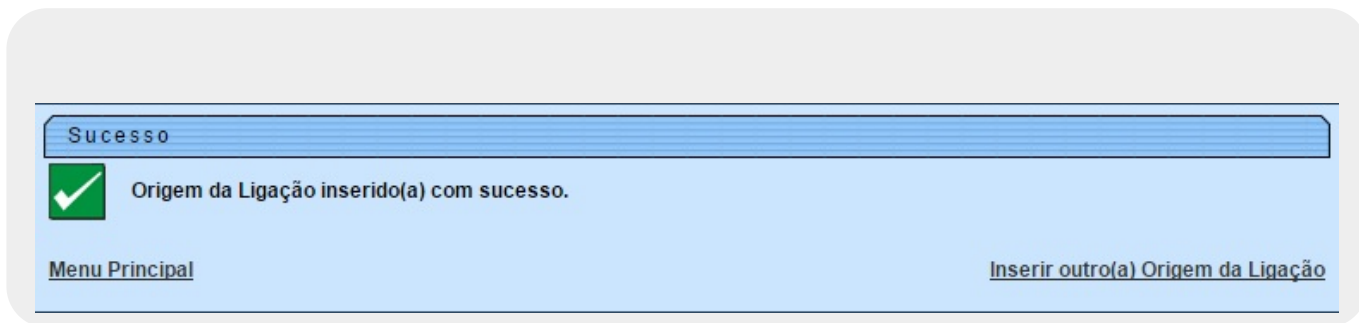 Sucesso
Origem da Ligação inserido(a) com sucesso.
Menu Principal
Inserir outro(a) Origem da Ligação